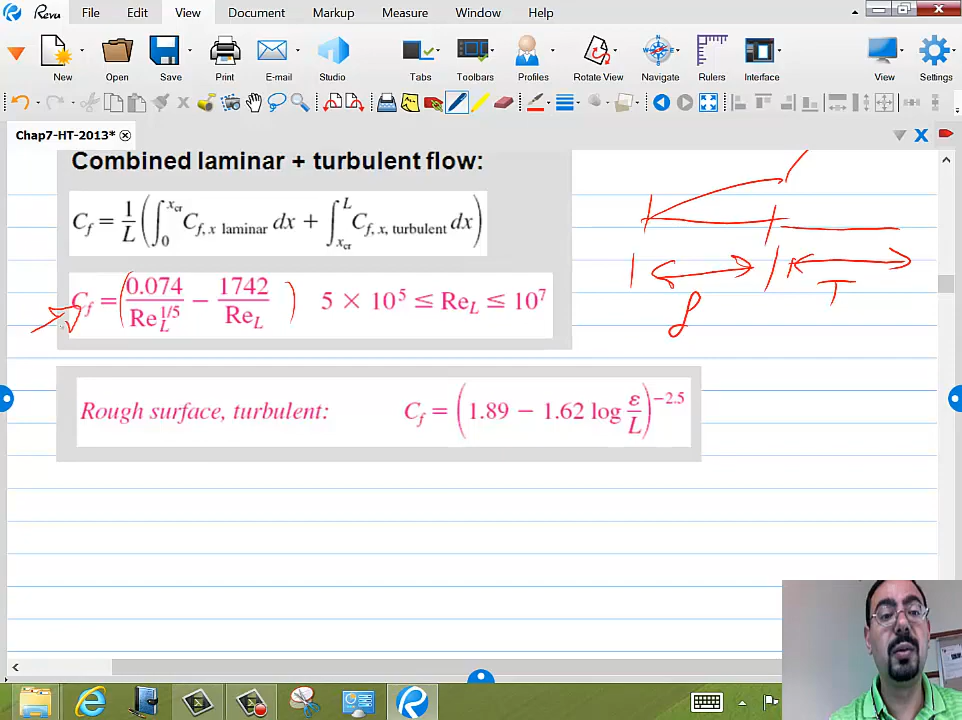 Revu File Edit View Document Markup Measure Window Help
New Open Save Print E-mail Studio Tabs Toolbars Profiles Rotate View Navigate Rulers Interface View Settings
Chap7-HT-2013*
Combined laminar + turbulent flow:
C_f = 1/L (∫_0^{x_cr} C_{f, x laminar} dx + ∫_{x_cr}^L C_{f, x, turbulent} dx)
C_f = (0.074/Re_L^{1/5} − 1742/Re_L) 5 × 10^5 ≤ Re_L ≤ 10^7
T
Rough surface, turbulent: C_f = (1.89 − 1.62 log ε/L)^{−2.5}